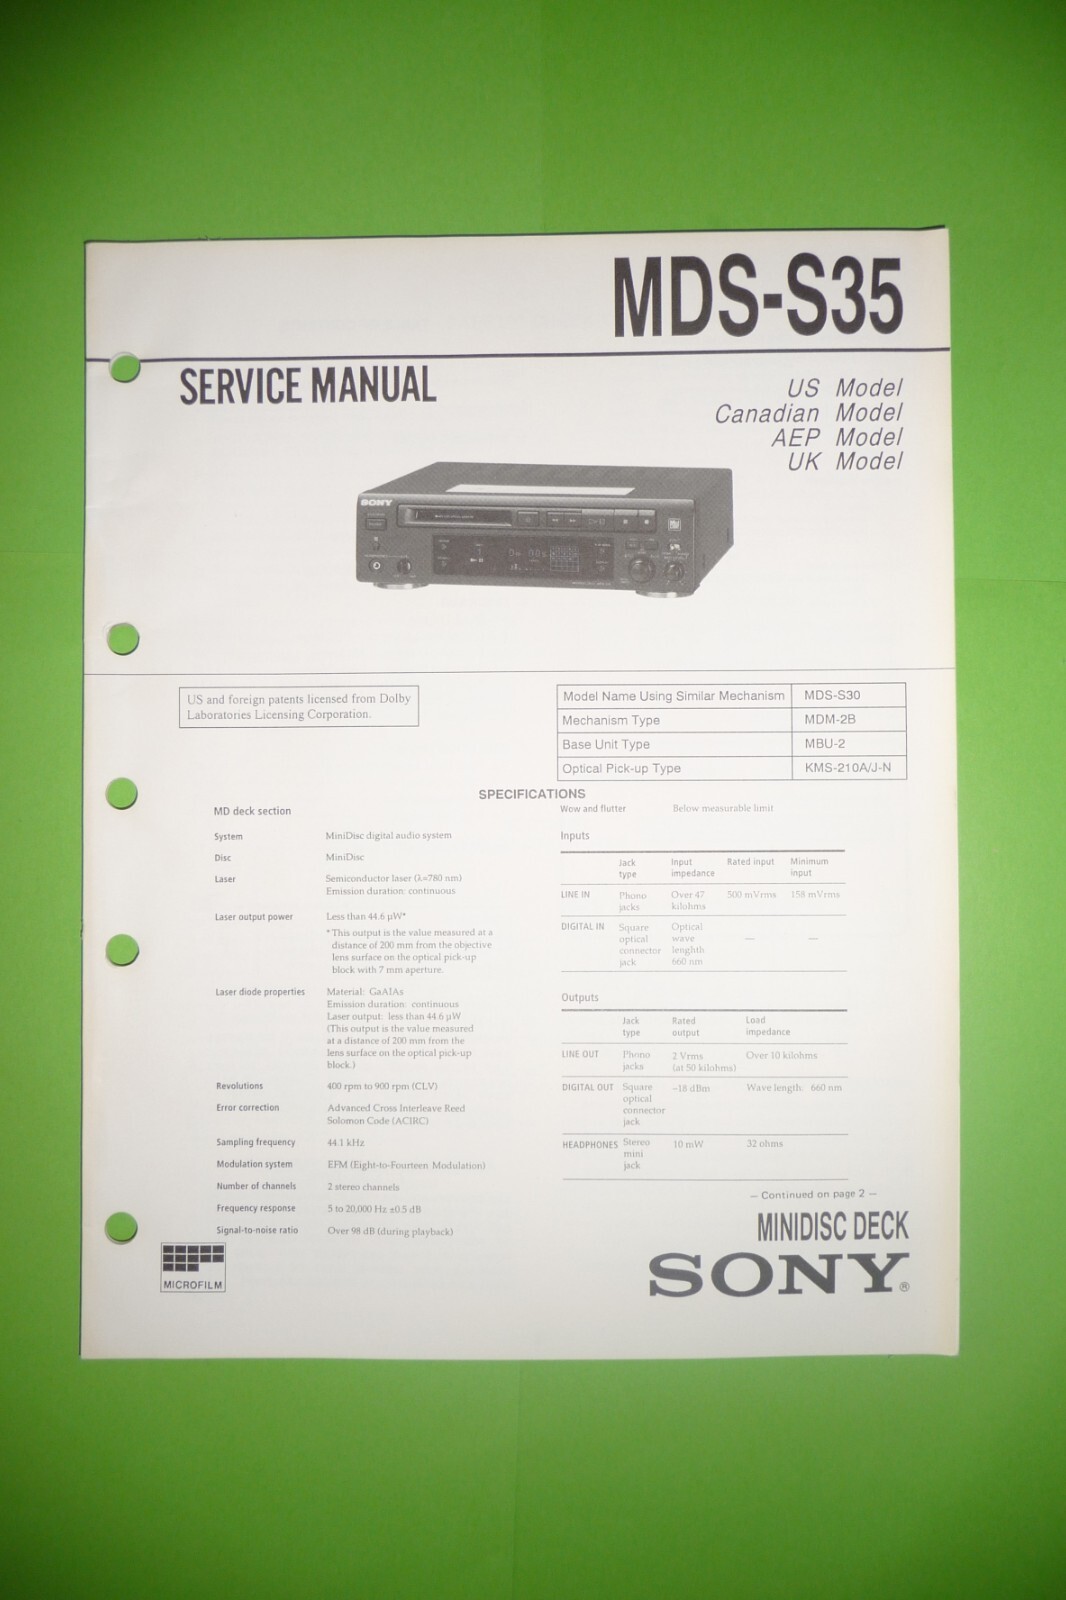 MDS-S35
SERVICE MANUAL
US Model
Canadian Model
AEP Model
UK Model
SONY
US and foreign patents licensed from Dolby
Laboratories Licensing Corporation.
Model Name Using Similar Mechanism MDS-S30
Mechanism Type MDM-2B
Base Unit Type MBU-2
Optical Pick-up Type KMS-210A/J-N
SPECIFICATIONS
MD deck section
System MiniDisc digital audio system
Disc MiniDisc
Laser Semiconductor laser (λ=780 nm)
Emission duration: continuous
Laser output power Less than 44.6 μW*
*This output is the value measured at a
distance of 200 mm from the objective
lens surface on the optical pick-up
block with 7 mm aperture.
Laser diode properties Material: GaAIAs
Emission duration: continuous
Laser output: less than 44.6 μW
(This output is the value measured
at a distance of 200 mm from the
lens surface on the optical pick-up
block.)
Revolutions 400 rpm to 900 rpm (CLV)
Error correction Advanced Cross Interleave Reed
Solomon Code (ACIRC)
Sampling frequency 44.1 kHz
Modulation system EFM (Eight-to-Fourteen Modulation)
Number of channels 2 stereo channels
Frequency response 5 to 20,000 Hz ±0.5 dB
Signal-to-noise ratio Over 98 dB (during playback)
Wow and flutter Below measurable limit
Inputs
Jack Input Rated input Minimum
type impedance input
LINE IN Phono Over 47 500 mVrms 158 mVrms
jacks kilohms
DIGITAL IN Square Optical
optical wave — —
connector lenghth
jack 660 nm
Outputs
Jack Rated Load
type output impedance
LINE OUT Phono 2 Vrms Over 10 kilohms
jacks (at 50 kilohms)
DIGITAL OUT Square –18 dBm Wave length: 660 nm
optical
connector
jack
HEADPHONES Stereo 10 mW 32 ohms
mini
jack
– Continued on page 2 –
MINIDISC DECK
SONY®
MICROFILM